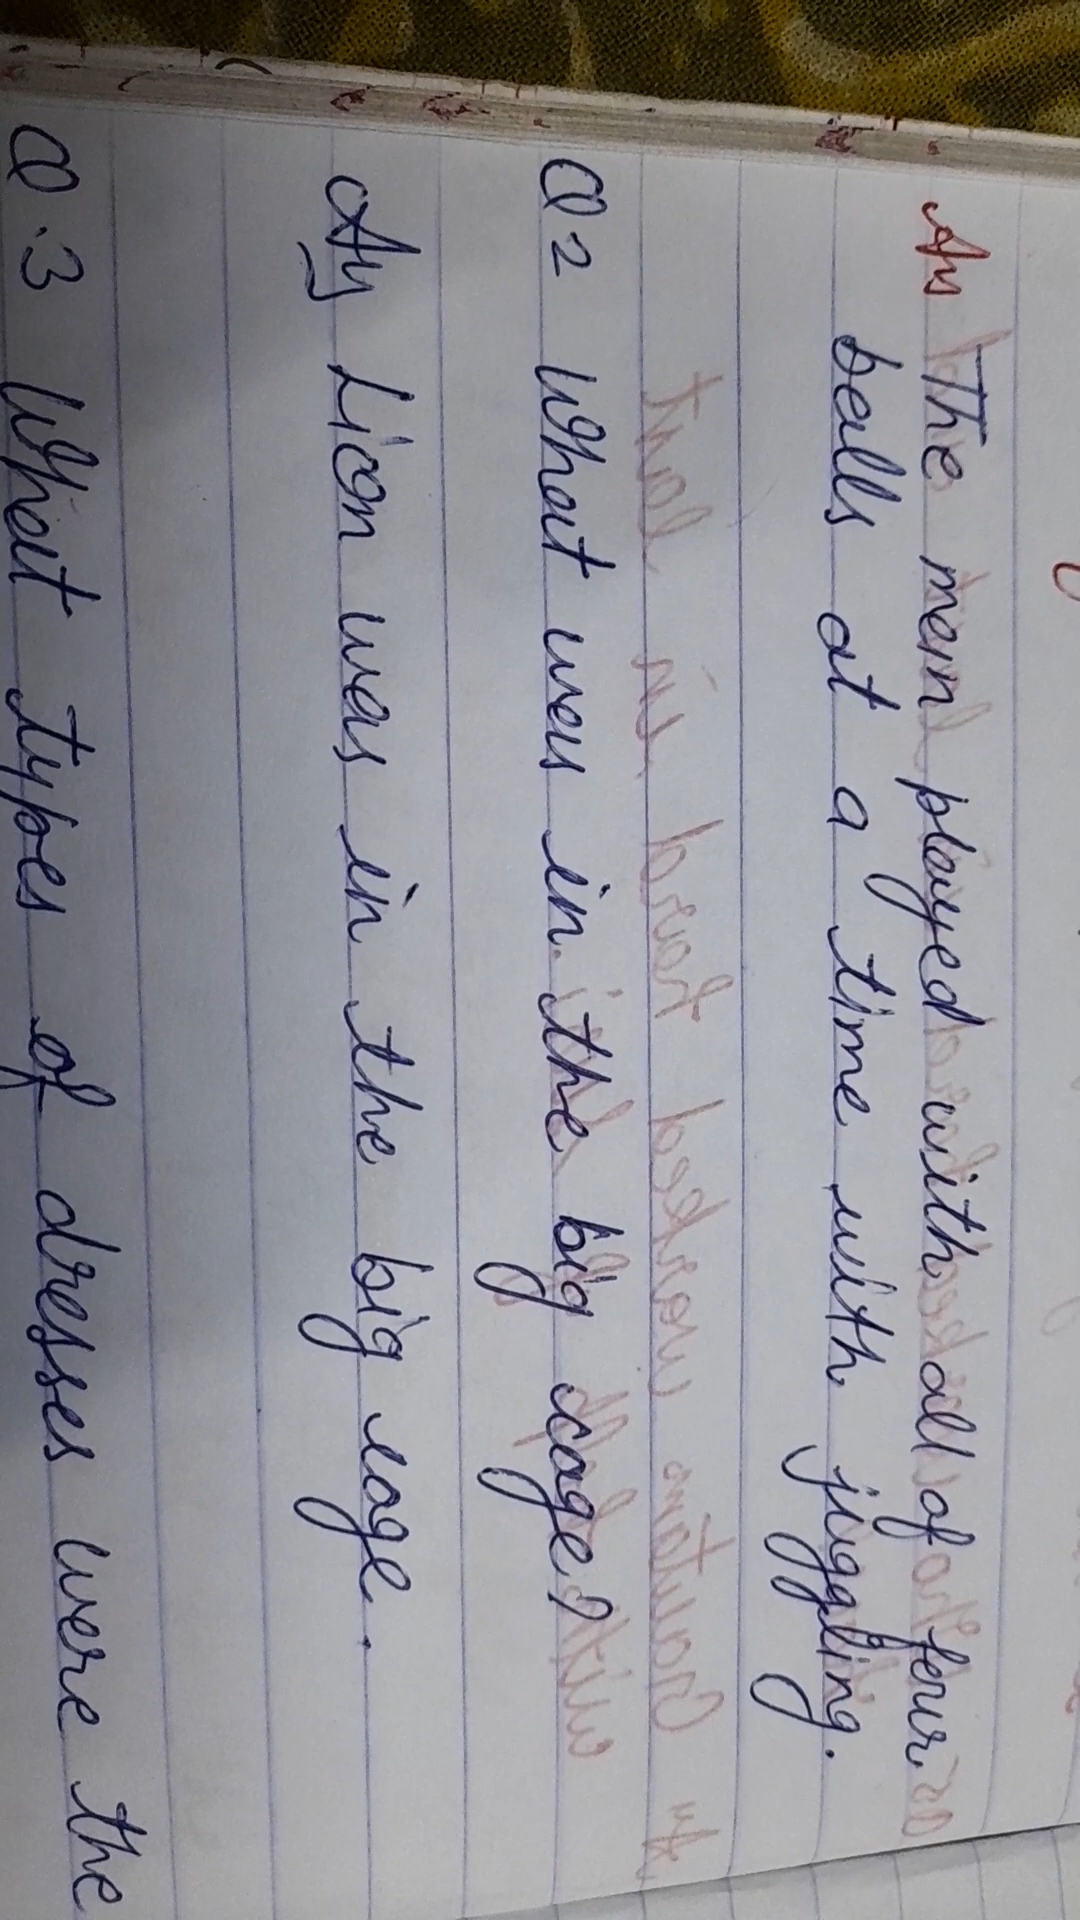 Ans The man played with all of four
balls at a time with juggling.
Q 2 What was in the big cage?
Ans Lion was in the big cage.
Q.3 What types of dresses were the